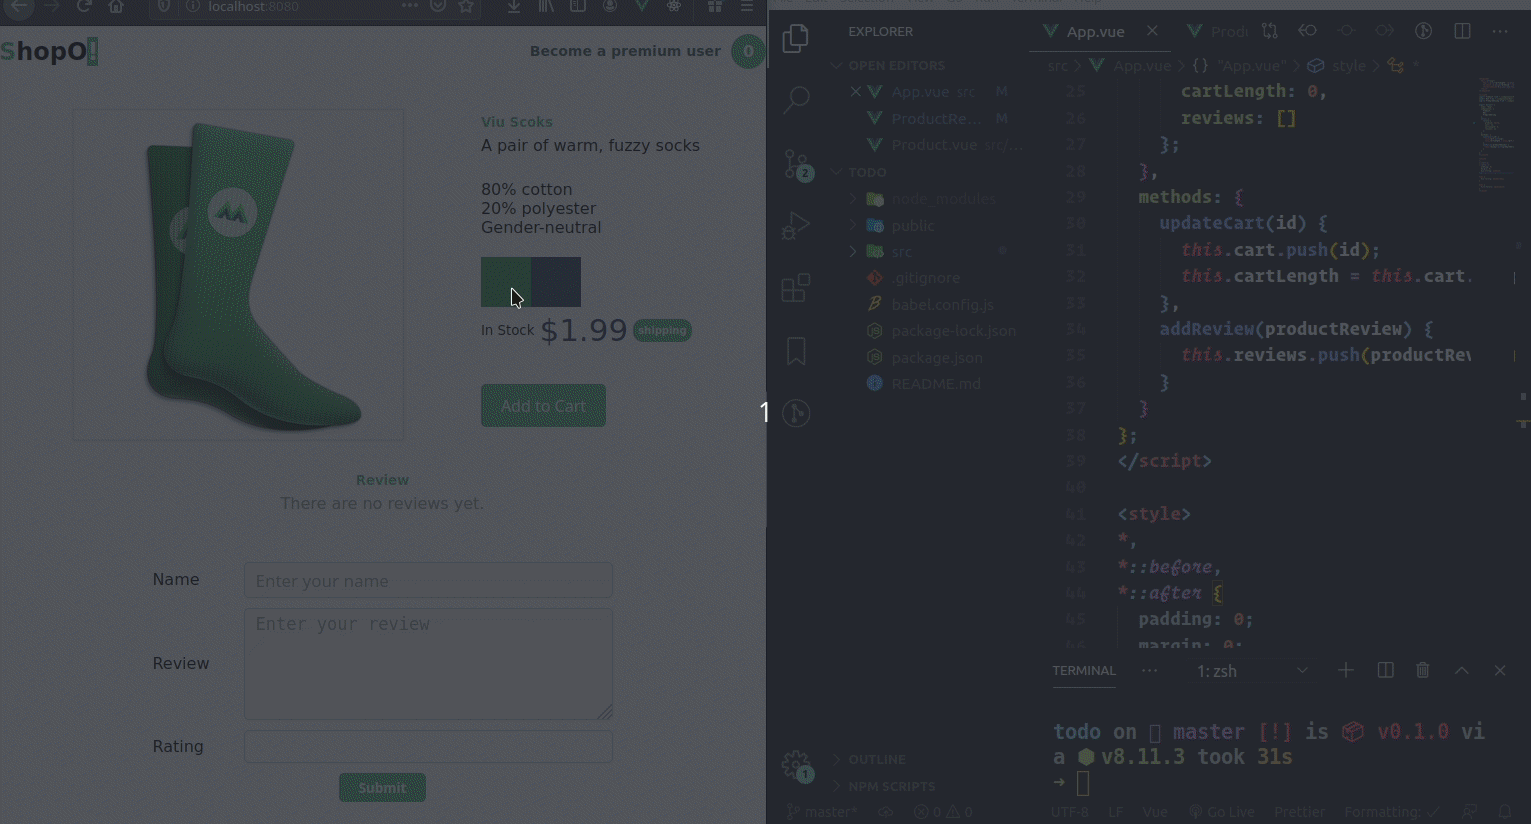 localhost:8080
ShopO!
Become a premium user
0
Viu Scoks
A pair of warm, fuzzy socks
80% cotton
20% polyester
Gender-neutral
In Stock $1.99 shipping
Add to Cart
Review
There are no reviews yet.
Name
Enter your name
Review
Enter your review
Rating
Submit
1
EXPLORER
OPEN EDITORS
App.vue src M
ProductRe... M
Product.vue src/...
TODO
node_modules
public
src
.gitignore
babel.config.js
package-lock.json
package.json
README.md
OUTLINE
NPM SCRIPTS
2
1
App.vue
Prod
src > App.vue > {} "App.vue" > style > *
25 cartLength: 0,
26 reviews: []
27 };
28 },
29 methods: {
30 updateCart(id) {
31 this.cart.push(id);
32 this.cartLength = this.cart.
33 },
34 addReview(productReview) {
35 this.reviews.push(productRev
36 }
37 }
38 };
39 </script>
40
41 <style>
42 *,
43 *::before,
44 *::after {
45 padding: 0;
46 margin: 0;
TERMINAL ... 1: zsh
todo on master [!] is 📦 v0.1.0 vi
a ⬢ v8.11.3 took 31s
➜
master* 0 0 UTF-8 LF Vue Go Live Prettier Formatting: ✓